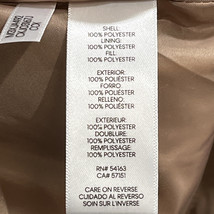 SHELL:
100% POLYESTER
LINING:
100% POLYESTER
FILL:
100% POLYESTER
EXTERIOR:
100% POLIÉSTER
FORRO
100% POLIÉSTER
RELLENO:
100% POLIÉSTER
EXTÉRIEUR:
100% POLYESTER
DOUBLURE:
100% POLYESTER
REMPLISSAGE:
100% POLYESTER
RN# 54163
CA# 57151
CARE ON REVERSE
CUIDADO AL REVERSO
SOIN SUR L'ENVERS